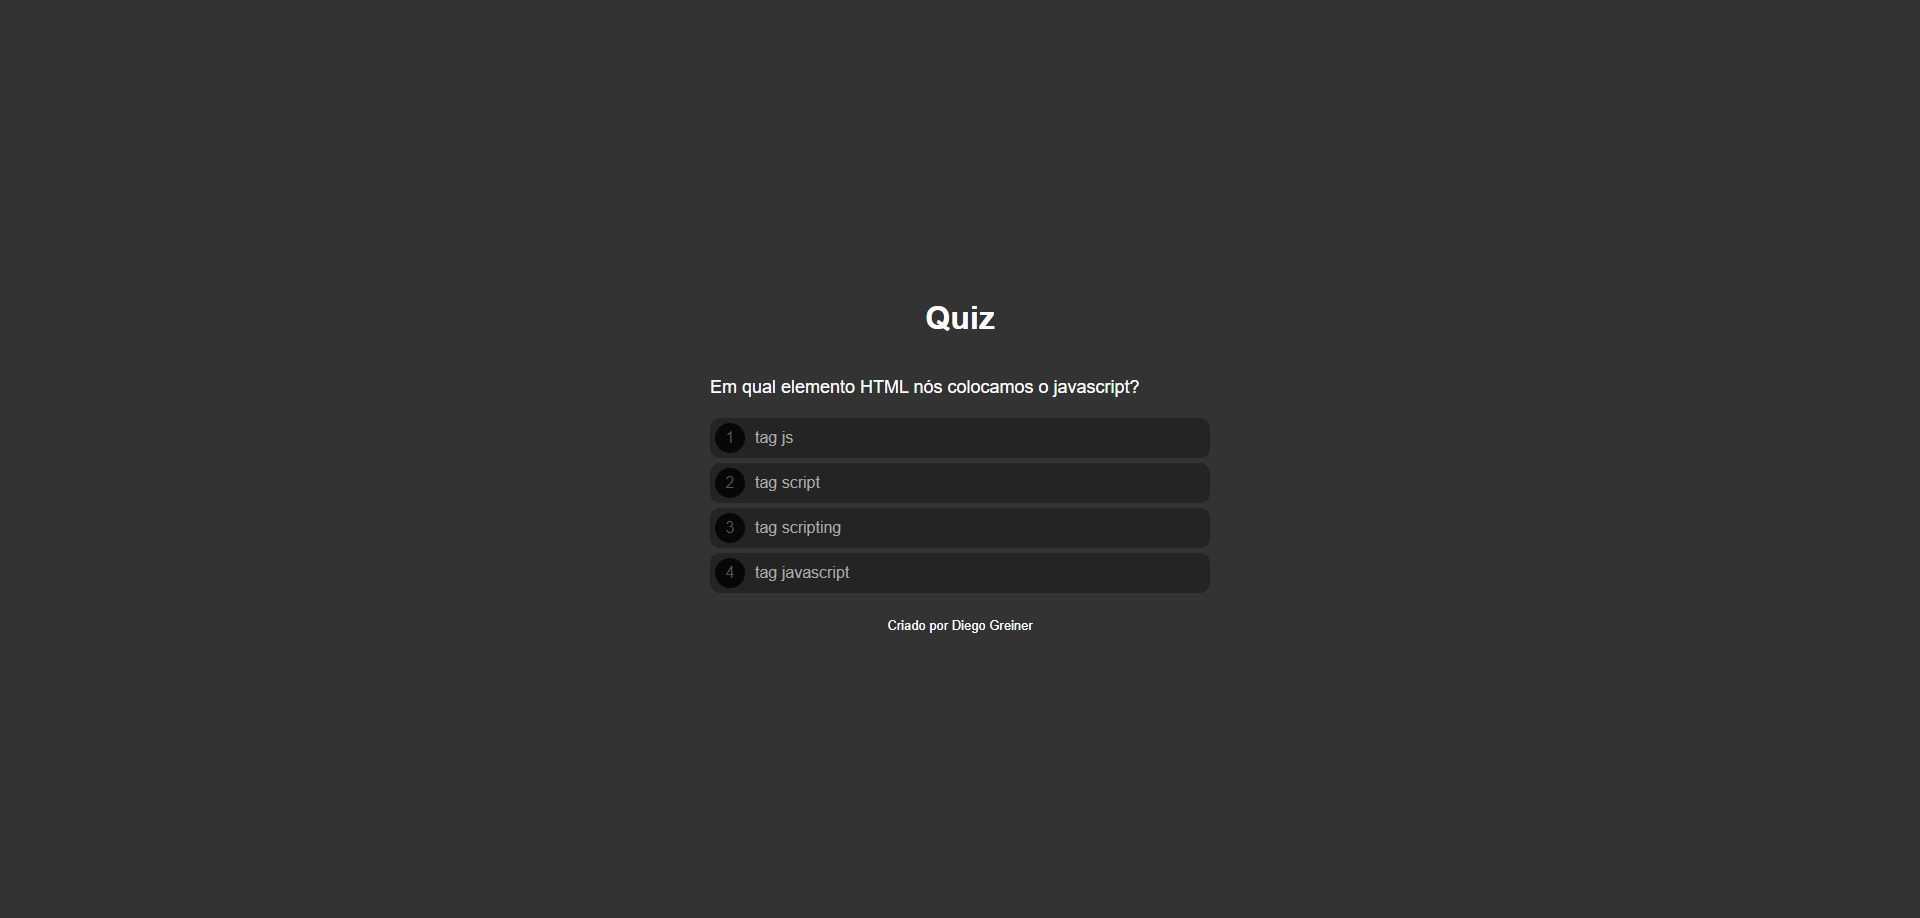 Quiz
Em qual elemento HTML nós colocamos o javascript?
1 tag js
2 tag script
3 tag scripting
4 tag javascript
Criado por Diego Greiner